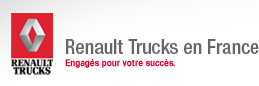 RENAULT
TRUCKS
Renault Trucks en France
Engagés pour votre succès.